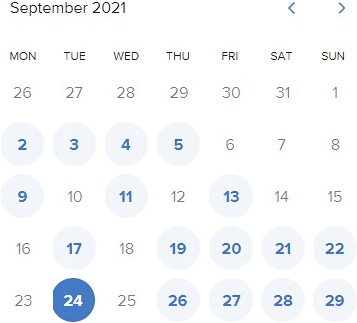 September 2021
MON TUE WED THU FRI SAT SUN
26 27 28 29 30 31 1
2 3 4 5 6 7 8
9 10 11 12 13 14 15
16 17 18 19 20 21 22
23 24 25 26 27 28 29